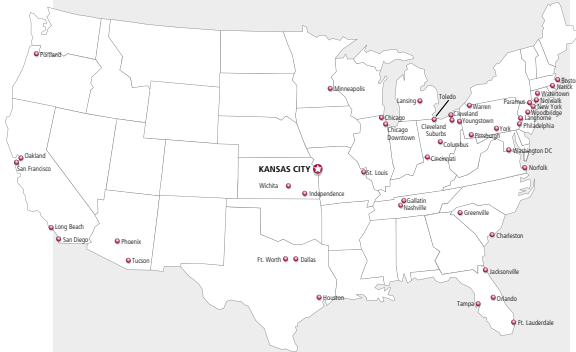 Portland
Minneapolis
Boston
Natick
Watertown
Norwalk
Paramus
New York
Woodbridge
Langhorne
Philadelphia
Toledo
Lansing
Warren
Cleveland
Youngstown
Cleveland
Suburbs
Chicago
Chicago
Downtown
Columbus
Pittsburgh
York
Washington DC
Cincinnati
Oakland
San Francisco
KANSAS CITY
St. Louis
Norfolk
Wichita
Independence
Gallatin
Nashville
Greenville
Long Beach
San Diego
Phoenix
Tucson
Charleston
Ft. Worth
Dallas
Jacksonville
Houston
Tampa
Orlando
Ft. Lauderdale